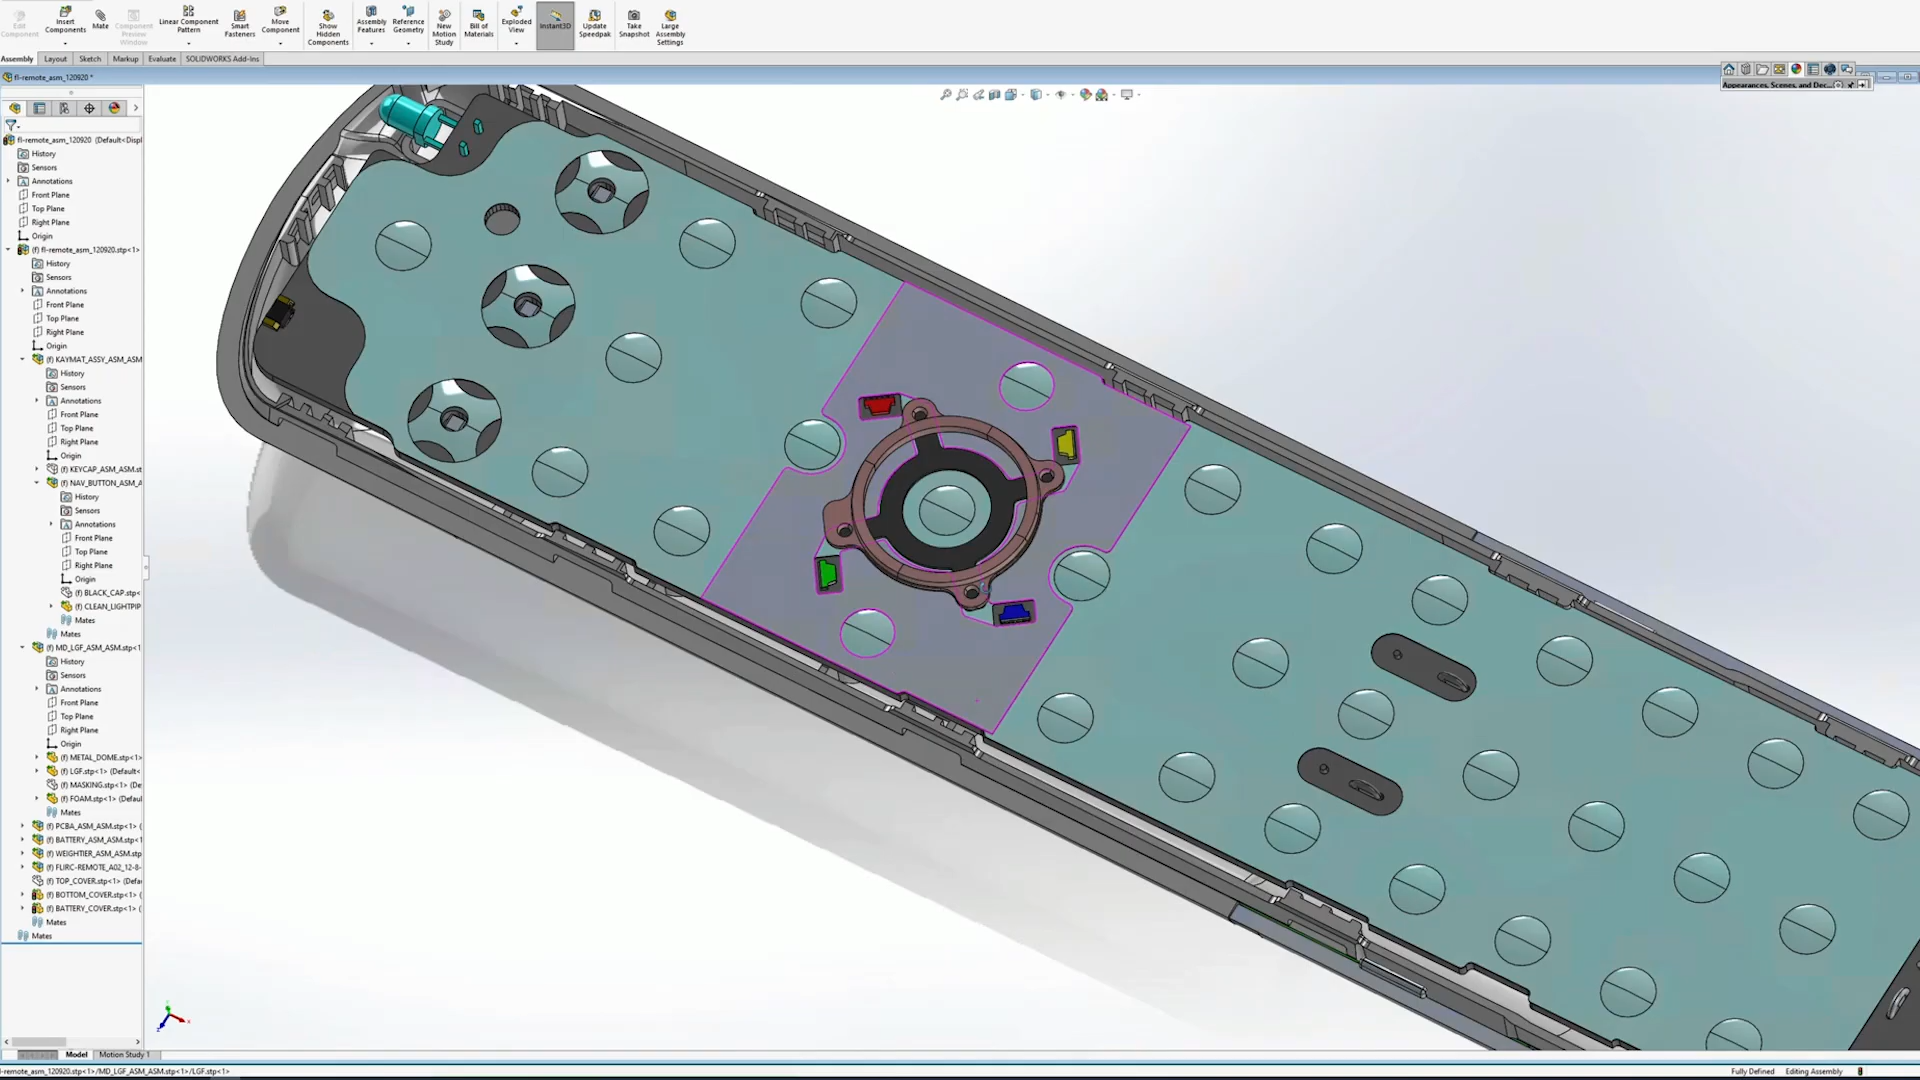 Edit Component
Insert Components
Mate
Component Preview Window
Linear Component Pattern
Smart Fasteners
Move Component
Show Hidden Components
Assembly Features
Reference Geometry
New Motion Study
Bill of Materials
Exploded View
Instant3D
Update Speedpak
Take Snapshot
Large Assembly Settings
Assembly
Layout
Sketch
Markup
Evaluate
SOLIDWORKS Add-Ins
fl-remote_asm_120920 *
Appearances, Scenes, and Dec...
fl-remote_asm_120920 (Default<Displ
History
Sensors
Annotations
Front Plane
Top Plane
Right Plane
Origin
(f) fl-remote_asm_120920.stp<1>
History
Sensors
Annotations
Front Plane
Top Plane
Right Plane
Origin
(f) KAYMAT_ASSY_ASM_ASM
History
Sensors
Annotations
Front Plane
Top Plane
Right Plane
Origin
(f) KEYCAP_ASM_ASM.st
(f) NAV_BUTTON_ASM_A
History
Sensors
Annotations
Front Plane
Top Plane
Right Plane
Origin
(f) BLACK_CAP.stp<
(f) CLEAN_LIGHTPIP
Mates
Mates
(f) MD_LGF_ASM_ASM.stp<1
History
Sensors
Annotations
Front Plane
Top Plane
Right Plane
Origin
(f) METAL_DOME.stp<1>
(f) LGF.stp<1> (Default<
(f) MASKING.stp<1> (De
(f) FOAM.stp<1> (Defaul
Mates
(f) PCBA_ASM_ASM.stp<1> (
(f) BATTERY_ASM_ASM.stp<1
(f) WEIGHTIER_ASM_ASM.stp
(f) FLIRC-REMOTE_A02_12-8-
(f) TOP_COVER.stp<1> (Defa
(f) BOTTOM_COVER.stp<1> (
(f) BATTERY_COVER.stp<1> (
Mates
Mates
Model
Motion Study 1
l-remote_asm_120920.stp<1>/MD_LGF_ASM_ASM.stp<1>/LGF.stp<1>
Fully Defined
Editing Assembly